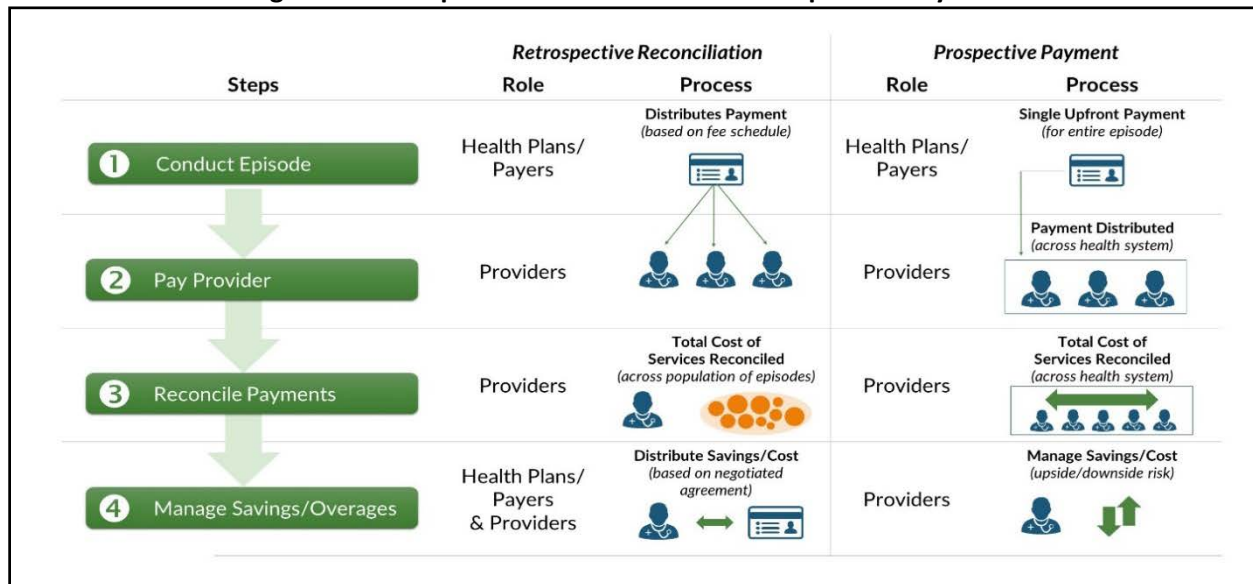 Retrospective Reconciliation
Prospective Payment
Steps
Role
Process
Role
Process
1 Conduct Episode
Health Plans/
Payers
Distributes Payment
(based on fee schedule)
Health Plans/
Payers
Single Upfront Payment
(for entire episode)
2 Pay Provider
Providers
Providers
Payment Distributed
(across health system)
3 Reconcile Payments
Providers
Total Cost of
Services Reconciled
(across population of episodes)
Providers
Total Cost of
Services Reconciled
(across health system)
4 Manage Savings/Overages
Health Plans/
Payers
& Providers
Distribute Savings/Cost
(based on negotiated
agreement)
Providers
Manage Savings/Cost
(upside/downside risk)